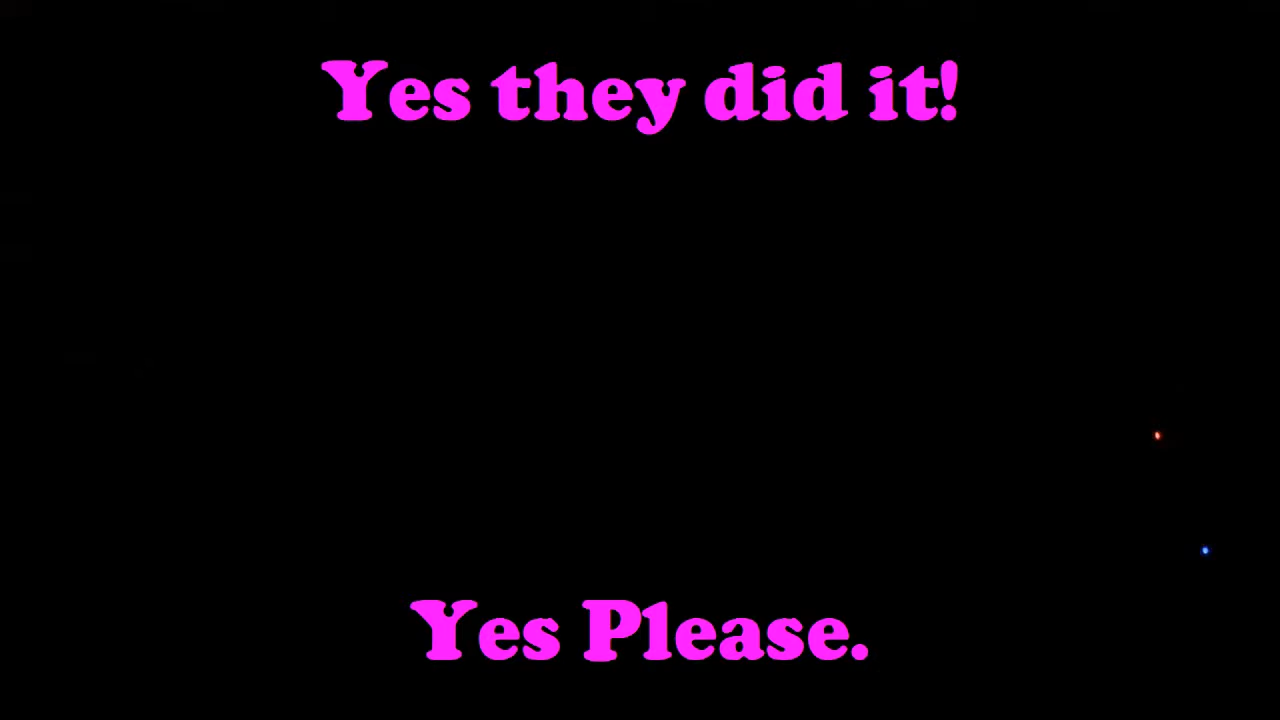 Yes they did it!
Yes Please.